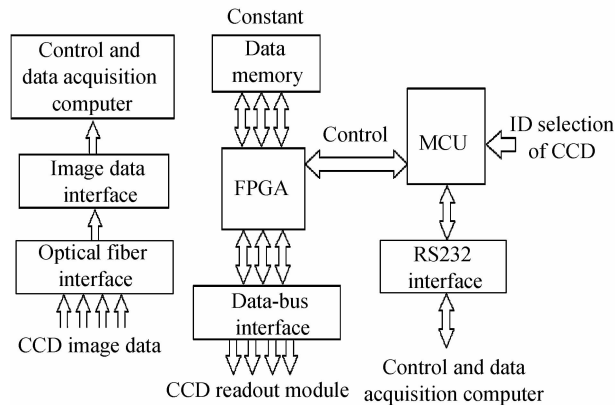 Control and
data acquisition
computer
Image data
interface
Optical fiber
interface
CCD image data
Constant
Data
memory
FPGA
Data-bus
interface
CCD readout module
Control
MCU
ID selection
of CCD
RS232
interface
Control and data
acquisition computer